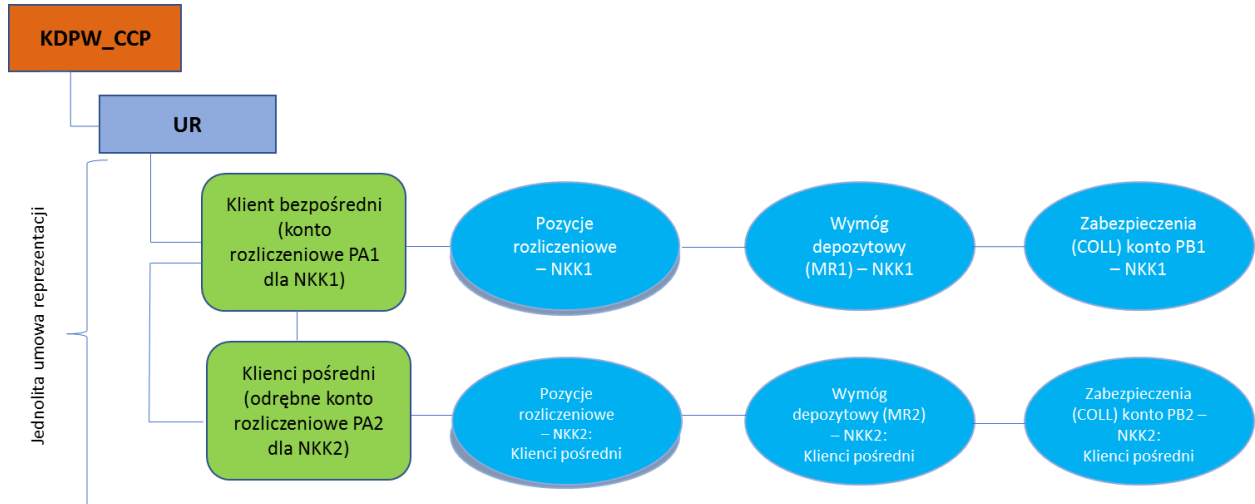 KDPW_CCP
UR
Jednolita umowa reprezentacji
Klient bezpośredni
(konto
rozliczeniowe PA1
dla NKK1)
Pozycje
rozliczeniowe
– NKK1
Wymóg
depozytowy
(MR1) – NKK1
Zabezpieczenia
(COLL) konto PB1
– NKK1
Klienci pośredni
(odrębne konto
rozliczeniowe PA2
dla NKK2)
Pozycje
rozliczeniowe
– NKK2:
Klienci pośredni
Wymóg
depozytowy (MR2)
– NKK2:
Klienci pośredni
Zabezpieczenia
(COLL) konto PB2 –
NKK2:
Klienci pośredni